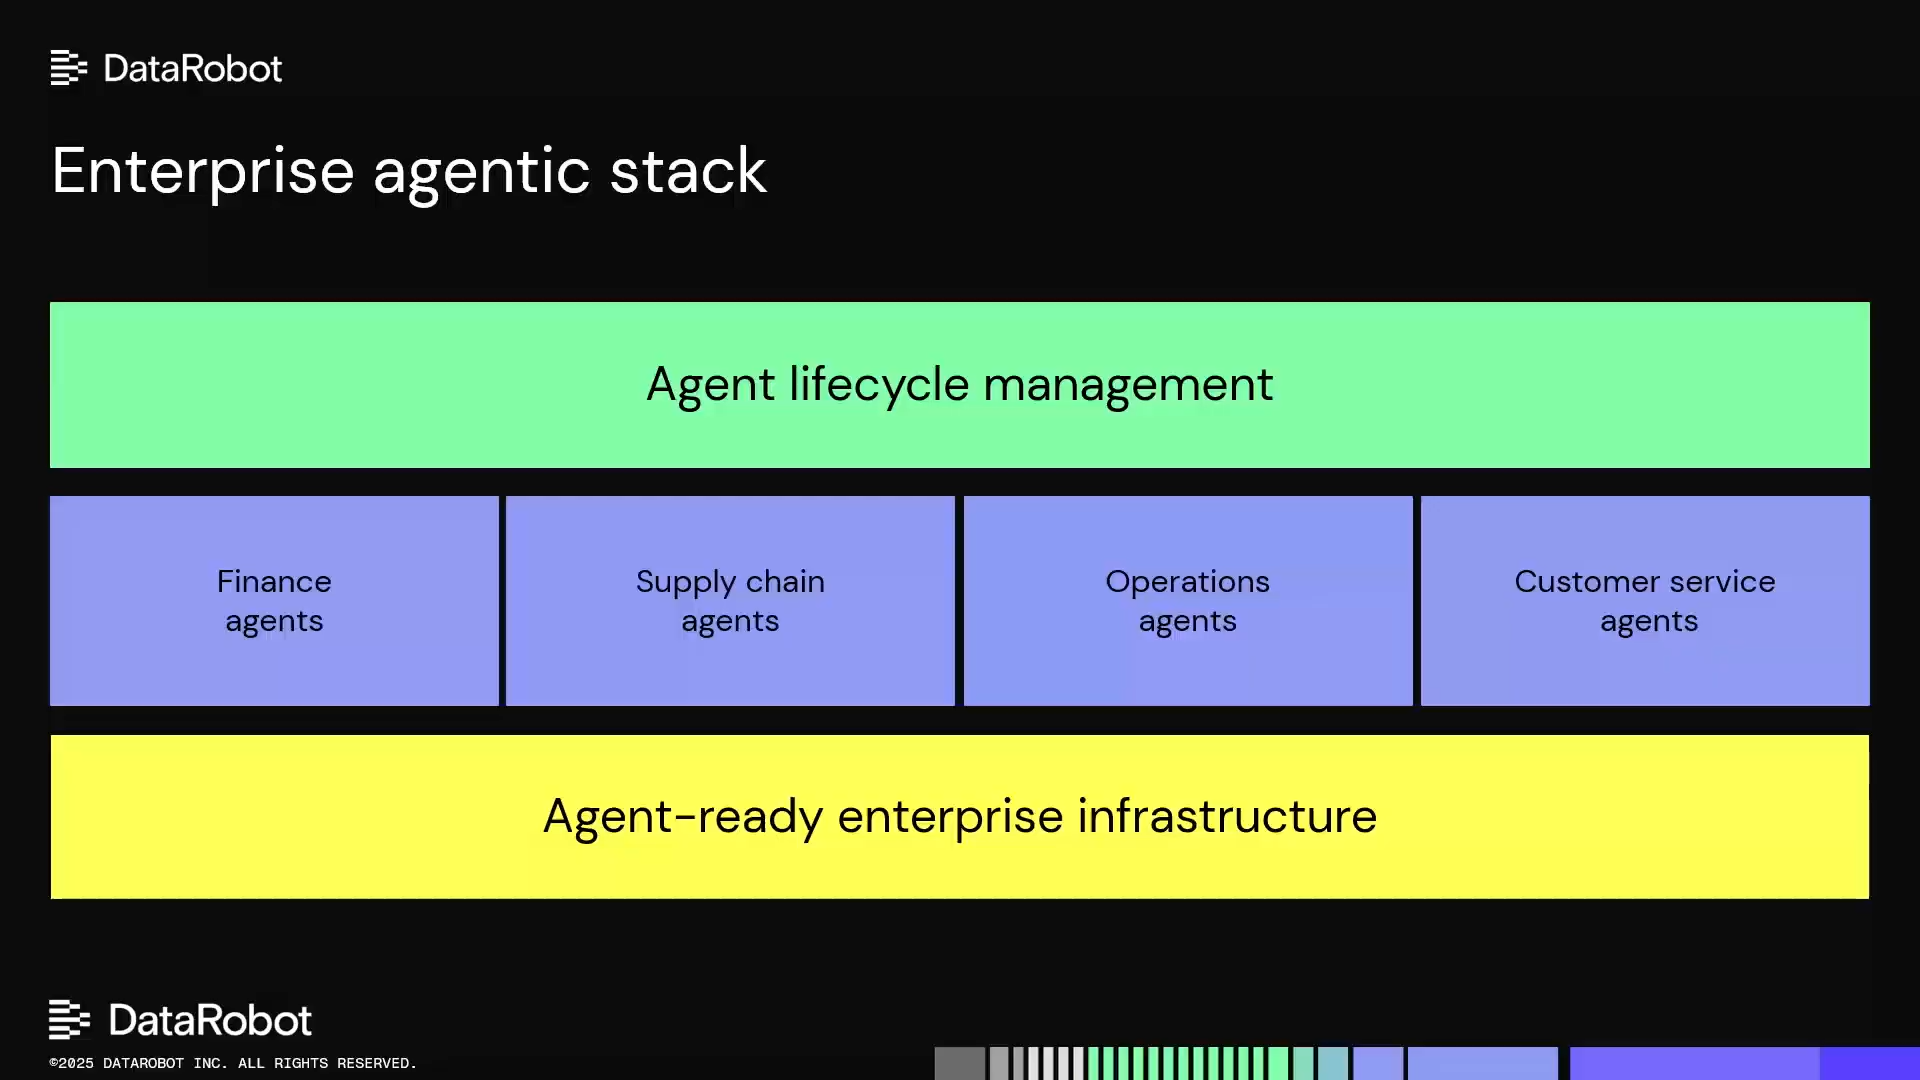 DataRobot
Enterprise agentic stack
Agent lifecycle management
Finance
agents
Supply chain
agents
Operations
agents
Customer service
agents
Agent-ready enterprise infrastructure
DataRobot
©2025 DATAROBOT INC. ALL RIGHTS RESERVED.